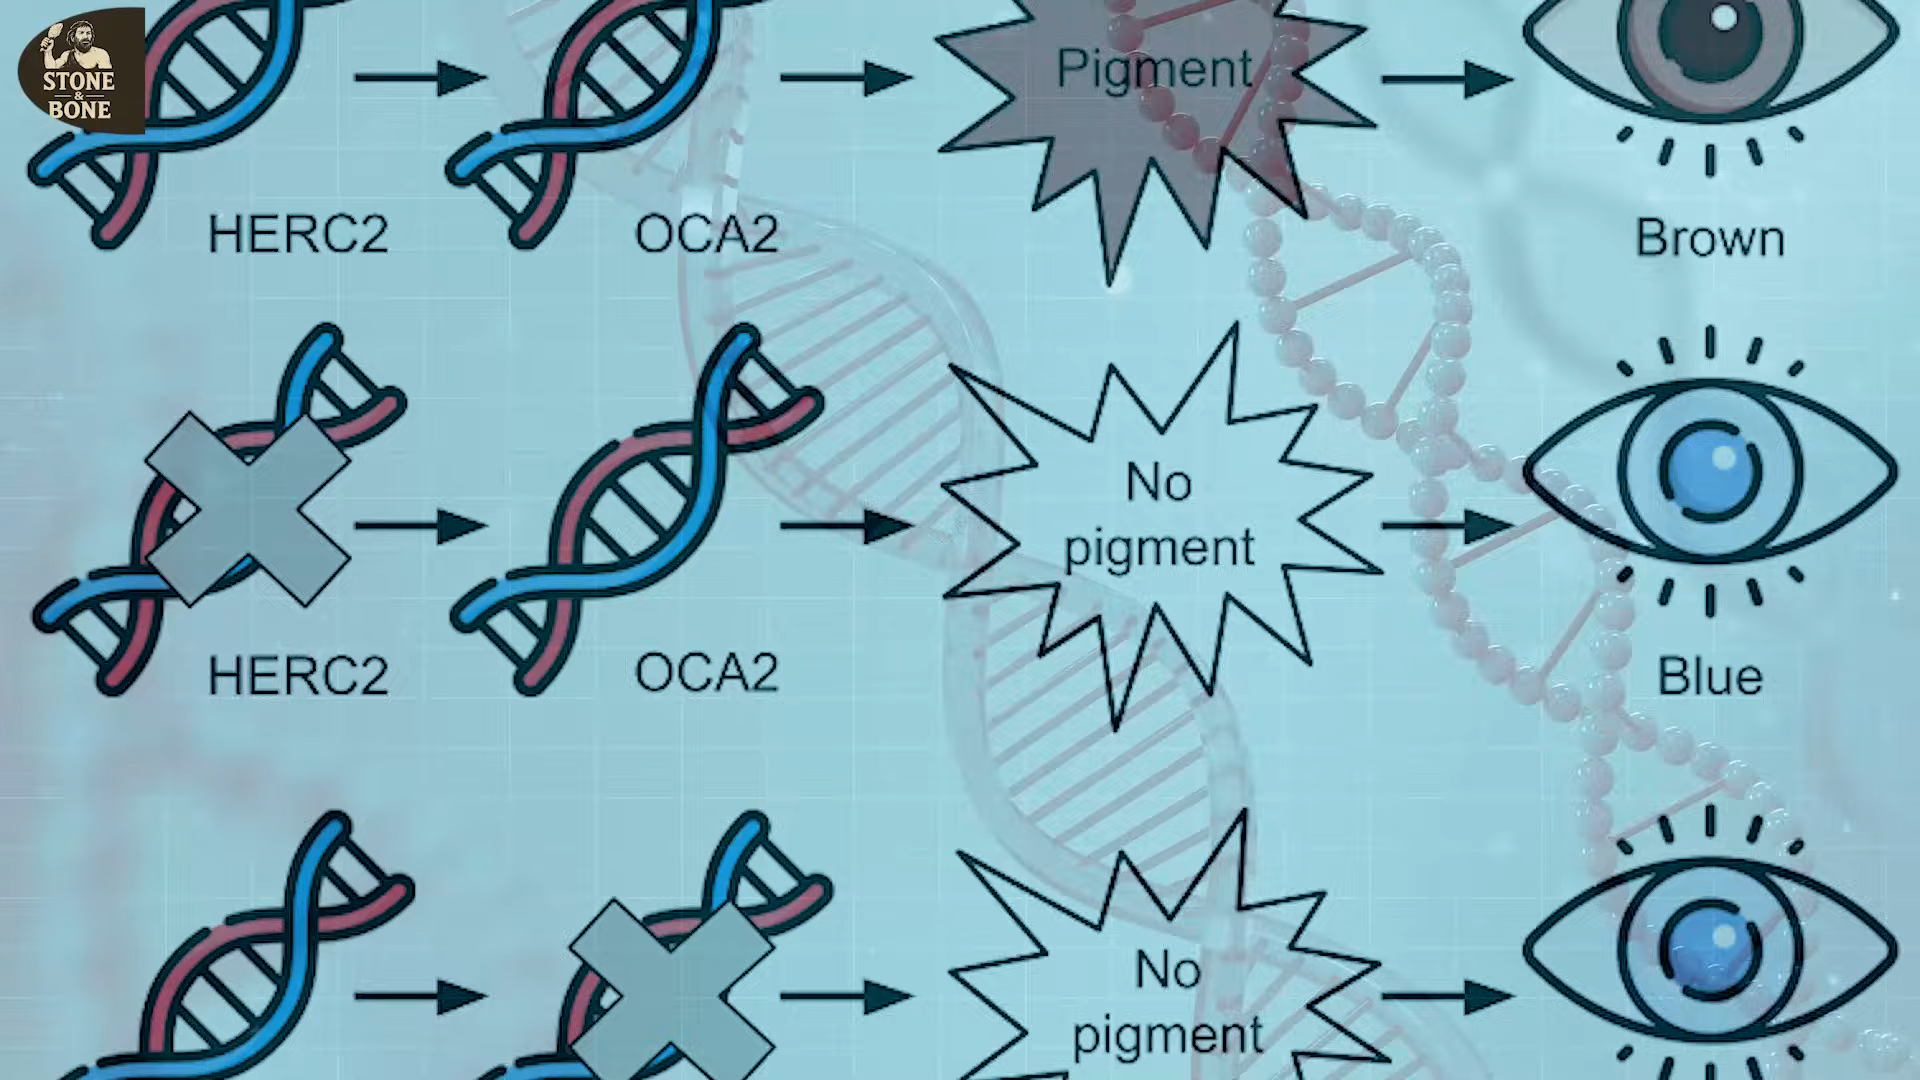 STONE
&
BONE
Pigment
HERC2
OCA2
Brown
No
pigment
HERC2
OCA2
Blue
No
pigment